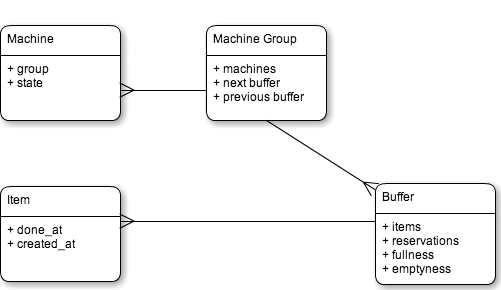 Machine
+ group
+ state
Machine Group
+ machines
+ next buffer
+ previous buffer
Item
+ done_at
+ created_at
Buffer
+ items
+ reservations
+ fullness
+ emptyness